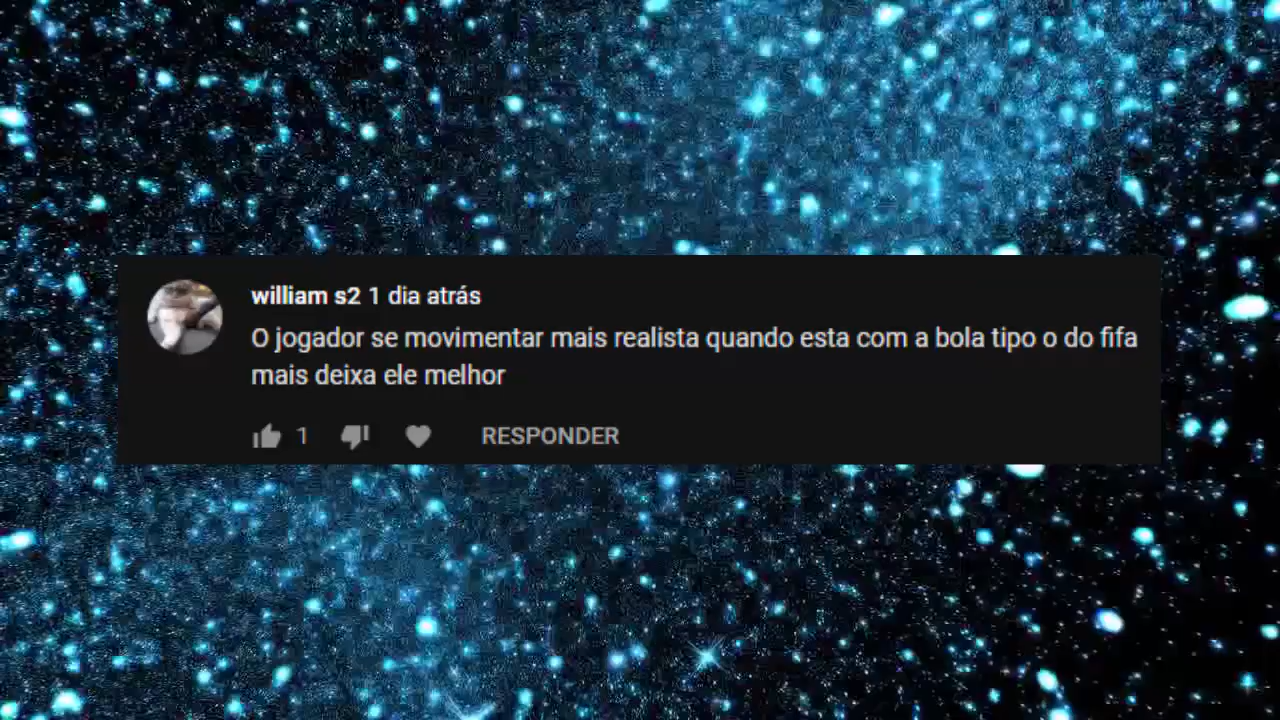 william s2 1 dia atrás
O jogador se movimentar mais realista quando esta com a bola tipo o do fifa
mais deixa ele melhor
1 RESPONDER